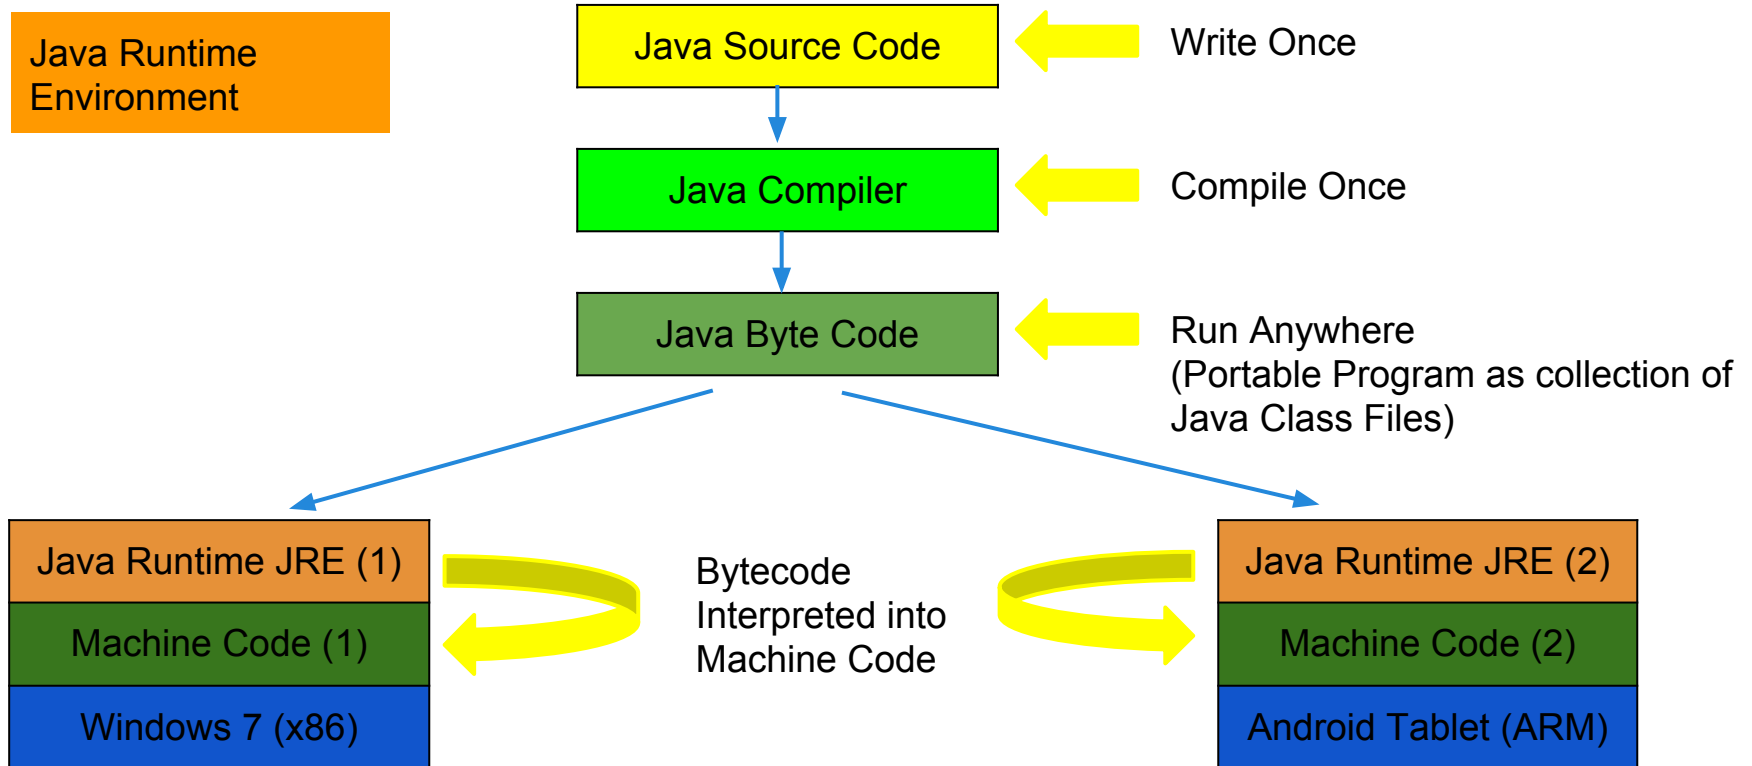 Java Runtime
Environment
Java Source Code
Write Once
Java Compiler
Compile Once
Java Byte Code
Run Anywhere
(Portable Program as collection of
Java Class Files)
Java Runtime JRE (1)
Machine Code (1)
Windows 7 (x86)
Bytecode
Interpreted into
Machine Code
Java Runtime JRE (2)
Machine Code (2)
Android Tablet (ARM)